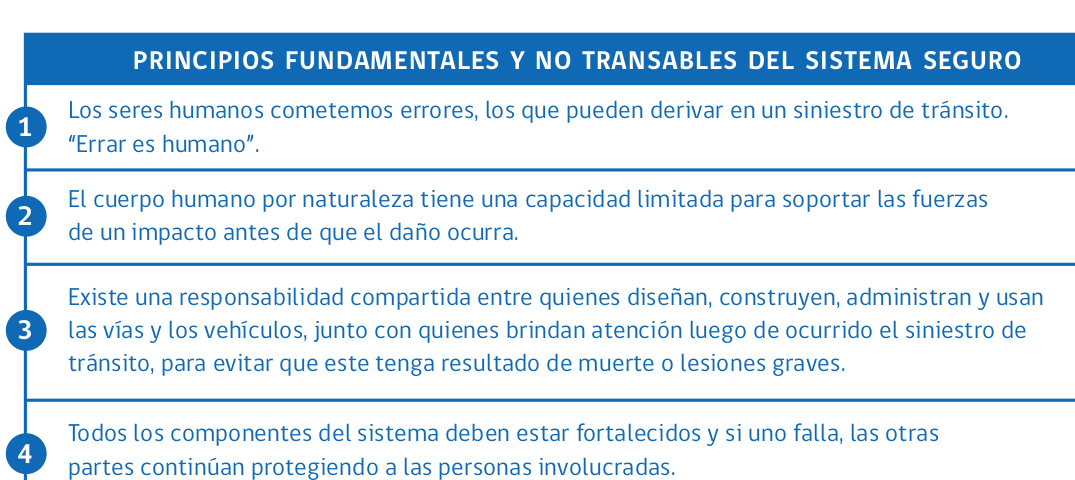 PRINCIPIOS FUNDAMENTALES Y NO TRANSABLES DEL SISTEMA SEGURO
1
Los seres humanos cometemos errores, los que pueden derivar en un siniestro de tránsito.
“Errar es humano”.
2
El cuerpo humano por naturaleza tiene una capacidad limitada para soportar las fuerzas
de un impacto antes de que el daño ocurra.
3
Existe una responsabilidad compartida entre quienes diseñan, construyen, administran y usan
las vías y los vehículos, junto con quienes brindan atención luego de ocurrido el siniestro de
tránsito, para evitar que este tenga resultado de muerte o lesiones graves.
4
Todos los componentes del sistema deben estar fortalecidos y si uno falla, las otras
partes continúan protegiendo a las personas involucradas.